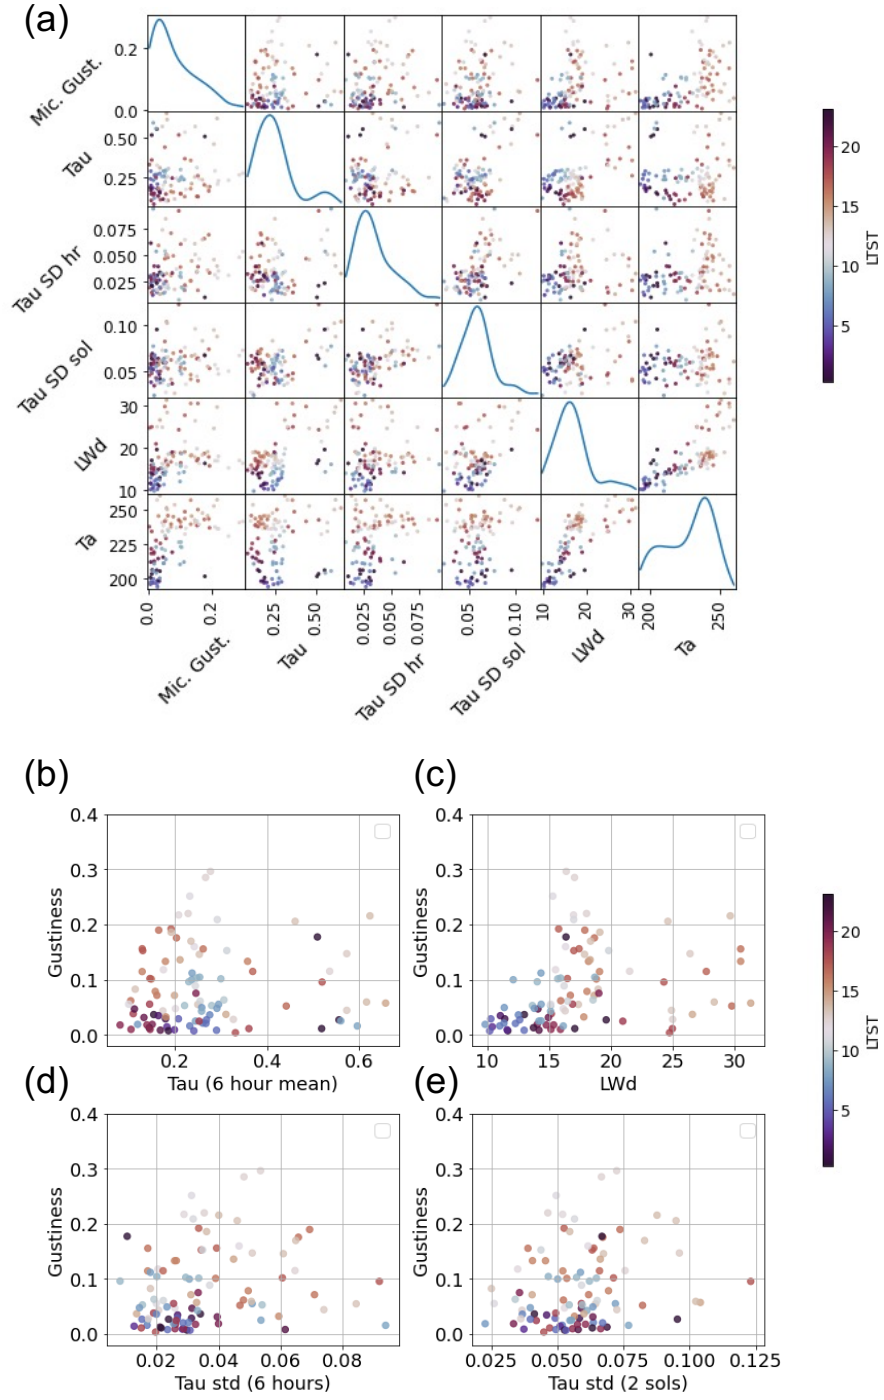 (a)
Mic. Gust.
0.2
0.0
Tau
0.50
0.25
Tau SD hr
0.075
0.050
0.025
Tau SD sol
0.10
0.05
LWd
30
20
10
Ta
250
225
200
0.0 0.2 0.25 0.50 0.025 0.050 0.075 0.05 0.10 10 20 30 200 250
Mic. Gust. Tau Tau SD hr Tau SD sol LWd Ta
20
15
10
5
LTST
(b)
0.4
0.3
0.2
0.1
0.0
Gustiness
0.2 0.4 0.6
Tau (6 hour mean)
(c)
0.4
0.3
0.2
0.1
0.0
Gustiness
10 15 20 25 30
LWd
20
15
10
5
LTST
(d)
0.4
0.3
0.2
0.1
0.0
Gustiness
0.02 0.04 0.06 0.08
Tau std (6 hours)
(e)
0.4
0.3
0.2
0.1
0.0
Gustiness
0.025 0.050 0.075 0.100 0.125
Tau std (2 sols)